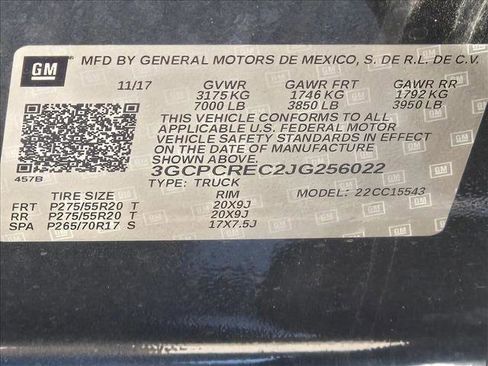 GM MFD BY GENERAL MOTORS DE MEXICO, S. DE R.L. DE C.V.
11/17 GVWR GAWR FRT GAWR RR
3175 KG 1746 KG 1792 KG
7000 LB 3850 LB 3950 LB
THIS VEHICLE CONFORMS TO ALL
APPLICABLE U.S. FEDERAL MOTOR
VEHICLE SAFETY STANDARDS IN EFFECT
ON THE DATE OF MANUFACTURE
SHOWN ABOVE.
3GCPCREC2JG256022
457B
TYPE: TRUCK MODEL: 22CC15543
TIRE SIZE RIM
FRT P275/55R20 T 20X9J
RR P275/55R20 T 20X9J
SPA P265/70R17 S 17X7.5J